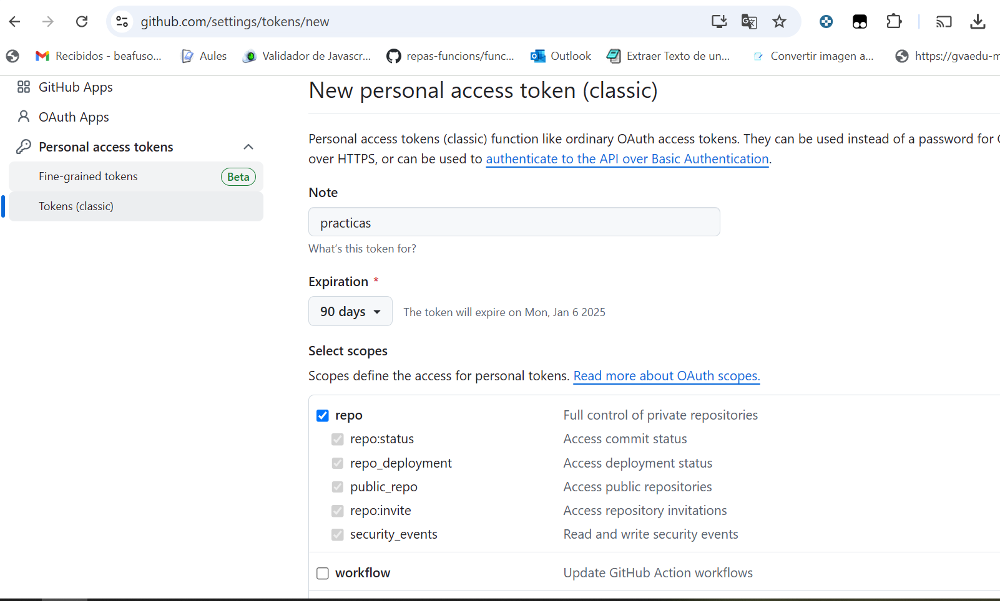 github.com/settings/tokens/new
Recibidos - beafuso... Aules Validador de Javascr... repas-funcions/func... Outlook Extraer Texto de un... Convertir imagen a... https://gvaedu-m
GitHub Apps
OAuth Apps
Personal access tokens
Fine-grained tokens Beta
Tokens (classic)
New personal access token (classic)
Personal access tokens (classic) function like ordinary OAuth access tokens. They can be used instead of a password for
over HTTPS, or can be used to authenticate to the API over Basic Authentication.
Note
practicas
What's this token for?
Expiration *
90 days The token will expire on Mon, Jan 6 2025
Select scopes
Scopes define the access for personal tokens. Read more about OAuth scopes.
repo Full control of private repositories
repo:status Access commit status
repo_deployment Access deployment status
public_repo Access public repositories
repo:invite Access repository invitations
security_events Read and write security events
workflow Update GitHub Action workflows